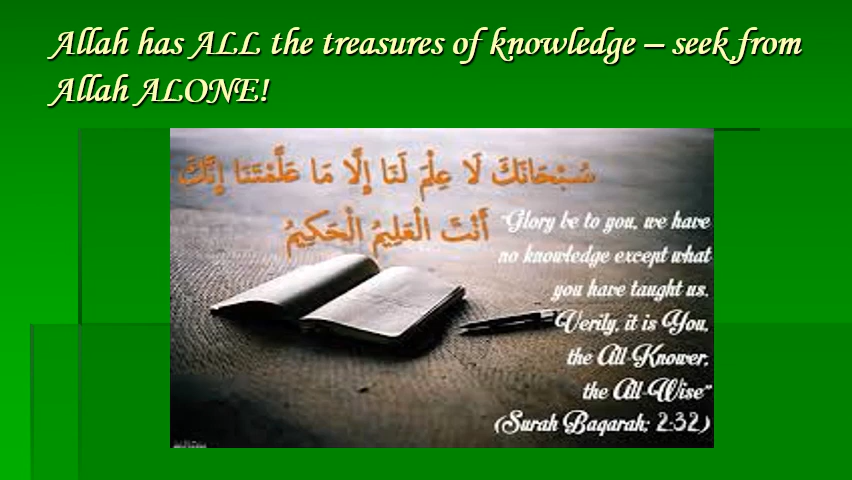 Allah has ALL the treasures of knowledge – seek from
Allah ALONE!
سُبْحَانَكَ لَا عِلْمَ لَنَا إِلَّا مَا عَلَّمْتَنَا إِنَّكَ
أَنْتَ الْعَلِيمُ الْحَكِيمُ
"Glory be to you, we have
no knowledge except what
you have taught us.
Verily, it is You,
the All-Knower,
the All-Wise"
(Surah Baqarah; 2:32)